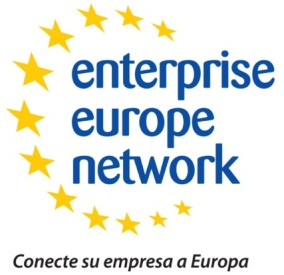 enterprise
europe
network
Conecte su empresa a Europa